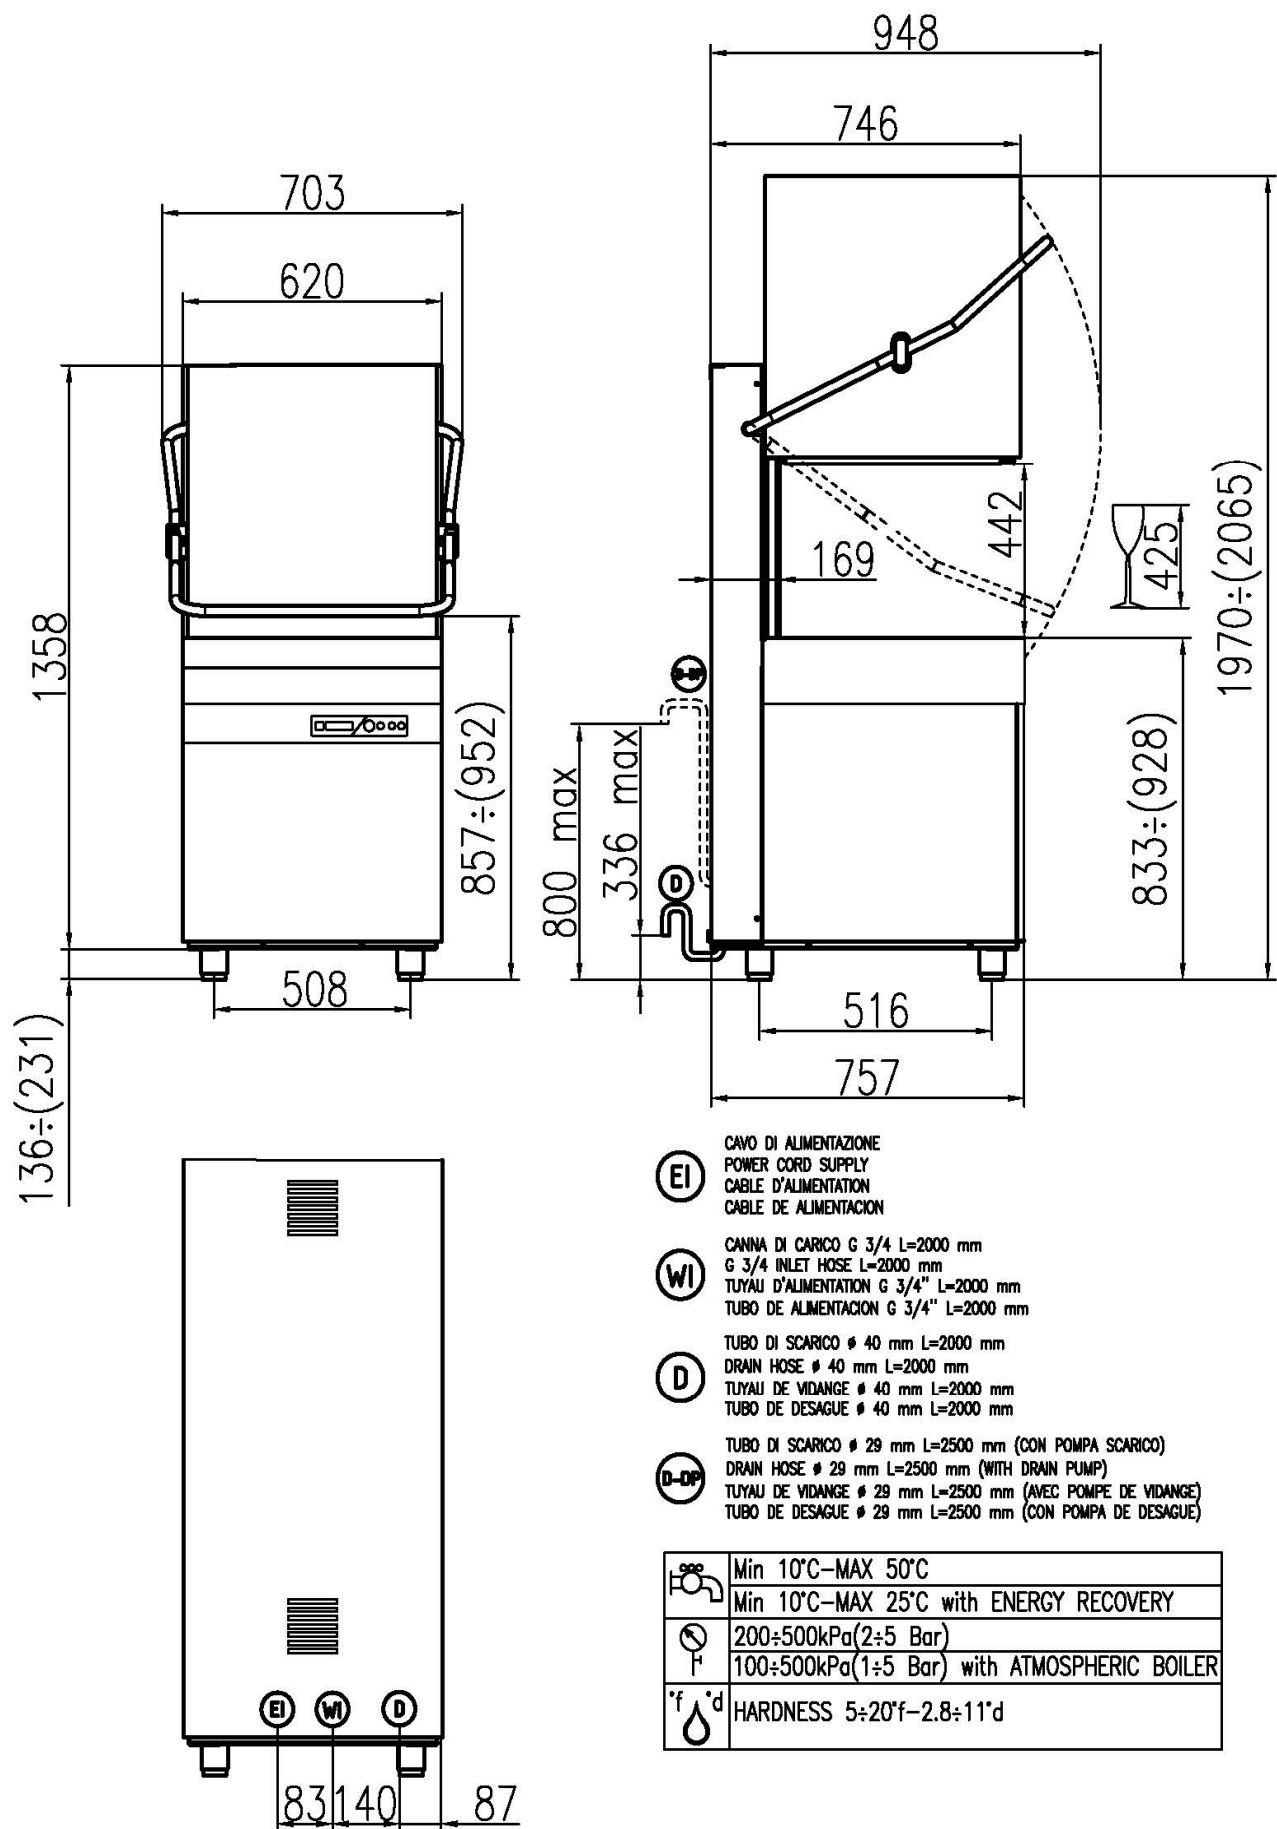 948
746
703
620
1358
857÷(952)
136÷(231)
508
442
169
425
1970÷(2065)
833÷(928)
D-DP
800 max
336 max
D
516
757
EI
CAVO DI ALIMENTAZIONE
POWER CORD SUPPLY
CABLE D'ALIMENTATION
CABLE DE ALIMENTACION
WI
CANNA DI CARICO G 3/4 L=2000 mm
G 3/4 INLET HOSE L=2000 mm
TUYAU D'ALIMENTATION G 3/4" L=2000 mm
TUBO DE ALIMENTACION G 3/4" L=2000 mm
D
TUBO DI SCARICO ø 40 mm L=2000 mm
DRAIN HOSE ø 40 mm L=2000 mm
TUYAU DE VIDANGE ø 40 mm L=2000 mm
TUBO DE DESAGUE ø 40 mm L=2000 mm
D-DP
TUBO DI SCARICO ø 29 mm L=2500 mm (CON POMPA SCARICO)
DRAIN HOSE ø 29 mm L=2500 mm (WITH DRAIN PUMP)
TUYAU DE VIDANGE ø 29 mm L=2500 mm (AVEC POMPE DE VIDANGE)
TUBO DE DESAGUE ø 29 mm L=2500 mm (CON POMPA DE DESAGUE)
Min 10°C-MAX 50°C
Min 10°C-MAX 25°C with ENERGY RECOVERY
200÷500kPa(2÷5 Bar)
100÷500kPa(1÷5 Bar) with ATMOSPHERIC BOILER
°f °d HARDNESS 5÷20°f-2.8÷11°d
EI WI D
83 140 87